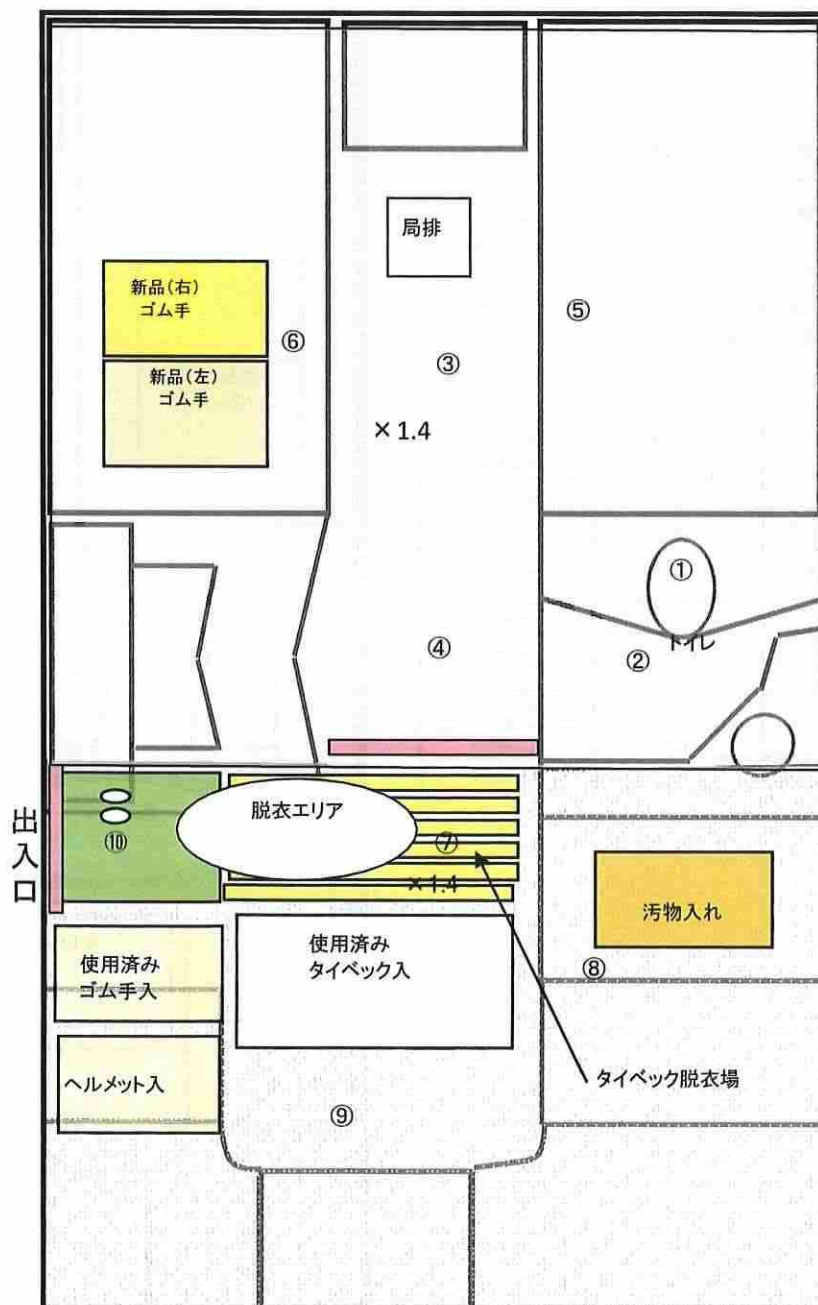 局排
新品(右)
ゴム手
新品(左)
ゴム手
⑥
⑤
③
×1.4
①
トイレ
②
④
出入口
脱衣エリア
⑩
⑦
×1.4
汚物入れ
使用済み
タイベック入
使用済み
ゴム手入
⑧
ヘルメット入
タイベック脱衣場
⑨